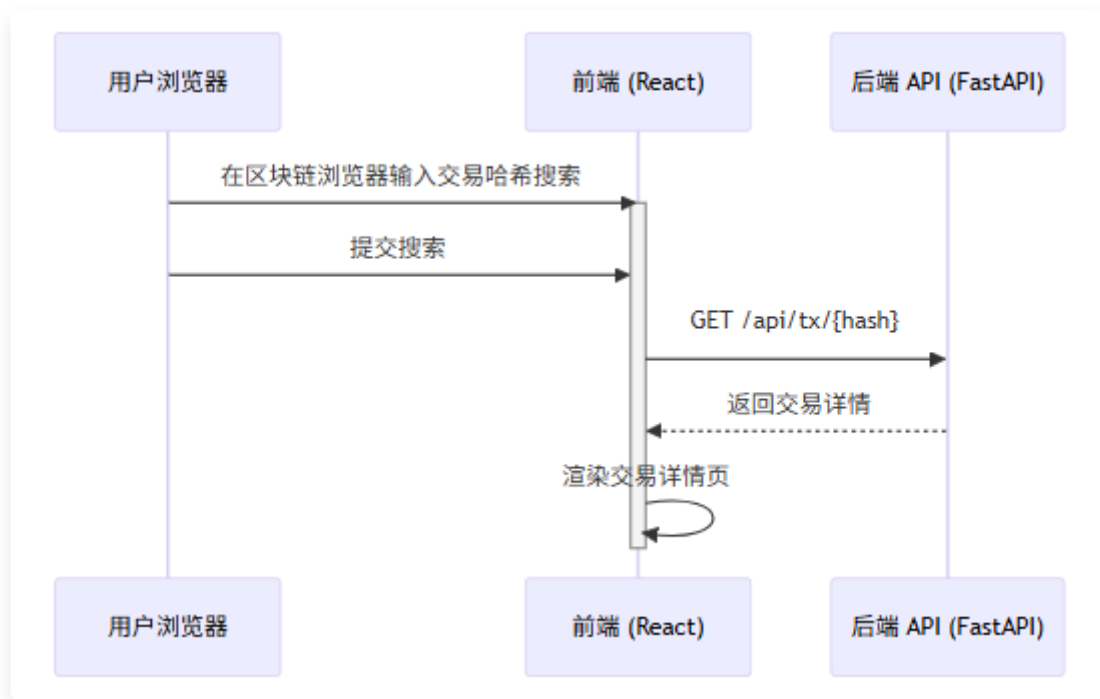 用户浏览器
前端 (React)
后端 API (FastAPI)
在区块链浏览器输入交易哈希搜索
提交搜索
GET /api/tx/{hash}
返回交易详情
渲染交易详情页
用户浏览器
前端 (React)
后端 API (FastAPI)